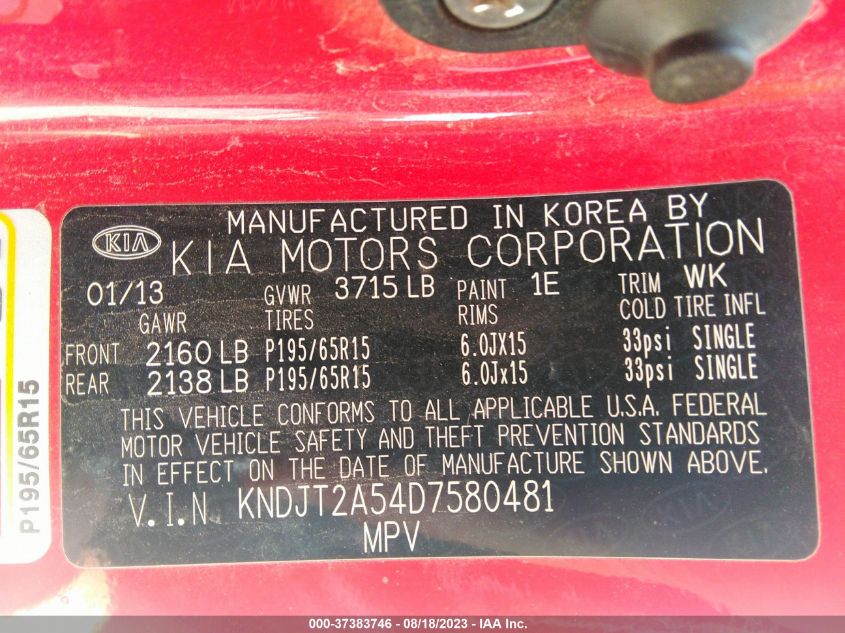 MANUFACTURED IN KOREA BY
KIA KIA MOTORS CORPORATION
01/13 GVWR 3715 LB PAINT 1E TRIM WK
GAWR TIRES RIMS COLD TIRE INFL
FRONT 2160 LB P195/65R15 6.0JX15 33psi SINGLE
REAR 2138 LB P195/65R15 6.0Jx15 33psi SINGLE
THIS VEHICLE CONFORMS TO ALL APPLICABLE U.S.A. FEDERAL
MOTOR VEHICLE SAFETY AND THEFT PREVENTION STANDARDS
IN EFFECT ON THE DATE OF MANUFACTURE SHOWN ABOVE.
V.I.N KNDJT2A54D7580481
MPV
P195/65R15
000-37383746 - 08/18/2023 - IAA Inc.